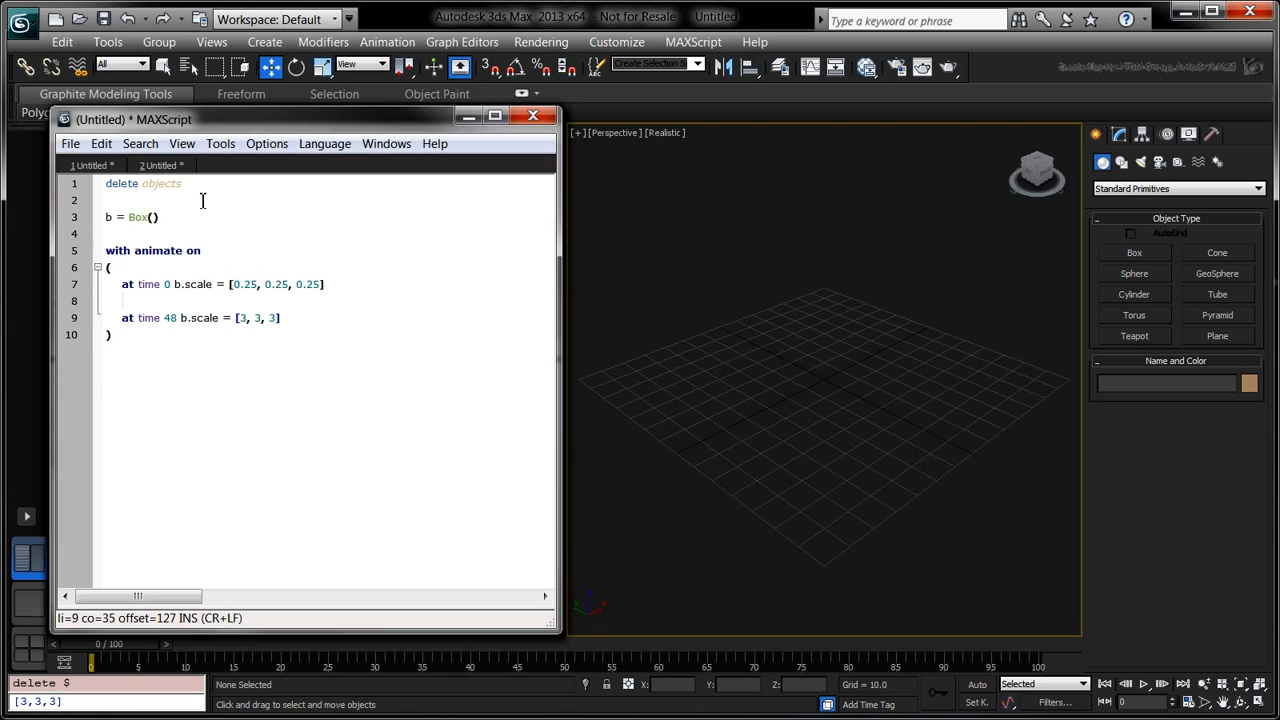 Workspace: Default
Autodesk 3ds Max 2013 x64 - Not for Resale Untitled
Type a keyword or phrase
Edit Tools Group Views Create Modifiers Animation Graph Editors Rendering Customize MAXScript Help
All
View
Create Selection S
Graphite Modeling Tools Freeform Selection Object Paint
Polyg
(Untitled) * MAXScript
File Edit Search View Tools Options Language Windows Help
1 Untitled * 2 Untitled *
1 delete objects
2
3 b = Box()
4
5 with animate on
6 (
7 at time 0 b.scale = [0.25, 0.25, 0.25]
8
9 at time 48 b.scale = [3, 3, 3]
10 )
li=9 co=35 offset=127 INS (CR+LF)
[+] [Perspective] [Realistic]
Standard Primitives
- Object Type
AutoGrid
Box Cone
Sphere GeoSphere
Cylinder Tube
Torus Pyramid
Teapot Plane
- Name and Color
0 / 100
0 5 10 15 20 25 30 35 40 45 50 55 60 65 70 75 80 85 90 95 100
delete $
[3,3,3]
None Selected
X: Y: Z: Grid = 10.0
Click and drag to select and move objects
Add Time Tag
Auto Selected
Set K. Filters...
0